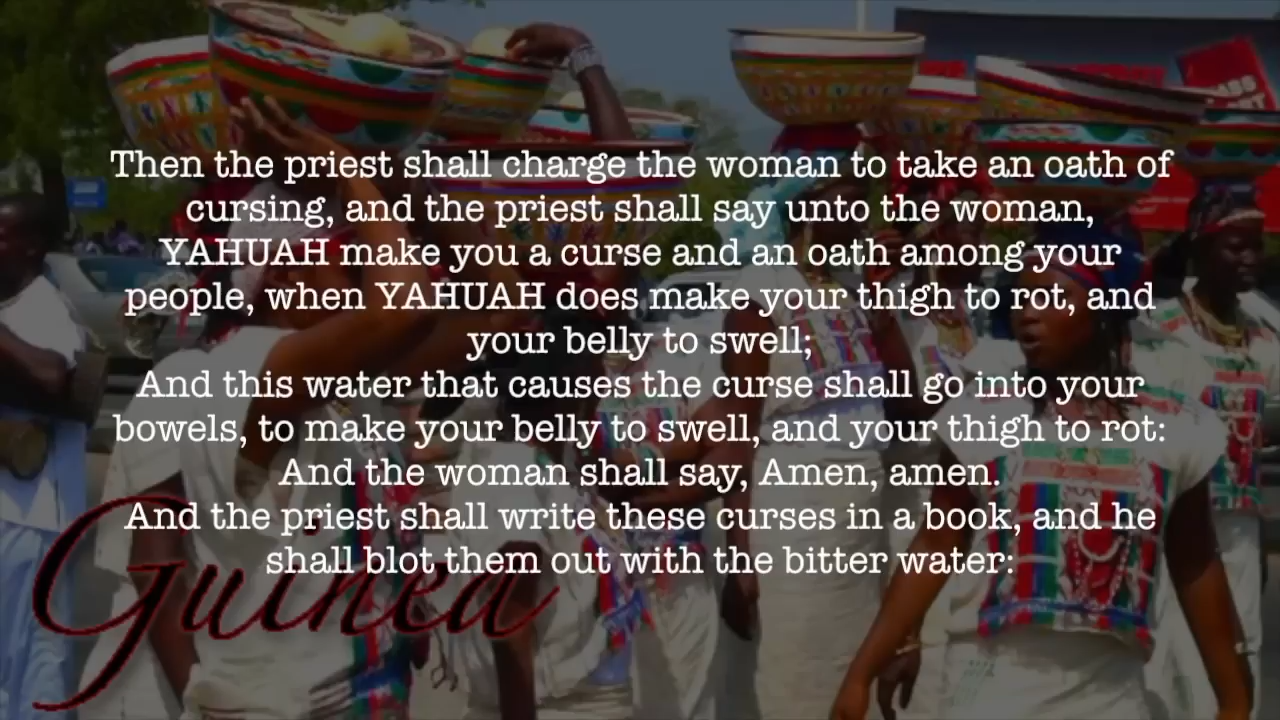 Then the priest shall charge the woman to take an oath of
cursing, and the priest shall say unto the woman,
YAHUAH make you a curse and an oath among your
people, when YAHUAH does make your thigh to rot, and
your belly to swell;
And this water that causes the curse shall go into your
bowels, to make your belly to swell, and your thigh to rot:
And the woman shall say, Amen, amen.
And the priest shall write these curses in a book, and he
shall blot them out with the bitter water:
Guinea